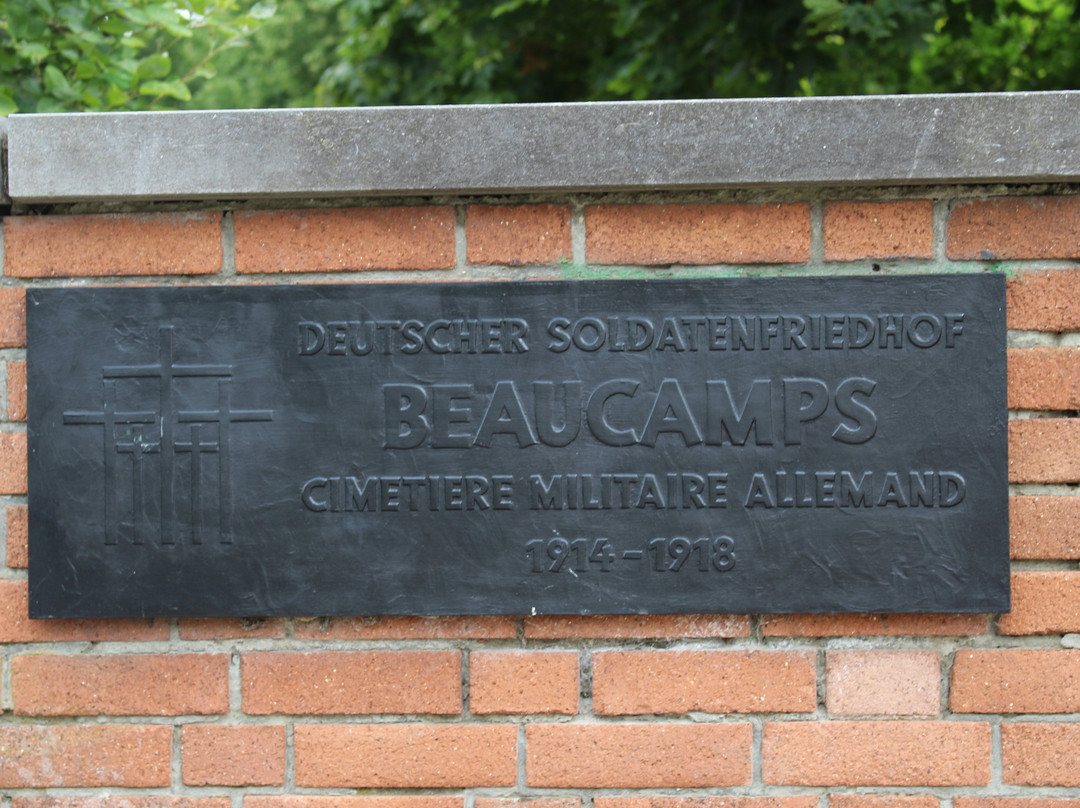 DEUTSCHER SOLDATENFRIEDHOF
BEAUCAMPS
CIMETIERE MILITAIRE ALLEMAND
1914-1918